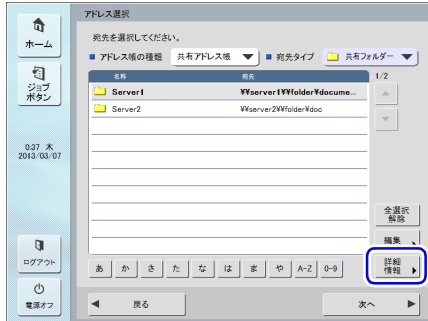 アドレス選択
ホーム
宛先を選択してください。
アドレス帳の種類 共有アドレス帳 宛先タイプ 共有フォルダー
名称 宛先 1/2
ジョブ
ボタン
Server1 ¥¥server1¥¥folder¥docume...
Server2 ¥¥server2¥¥folder¥doc
0:37 木
2013/03/07
全選択
解除
編集
詳細
情報
ログアウト
あ か さ た な は ま や A-Z 0-9
電源オフ
戻る 次へ